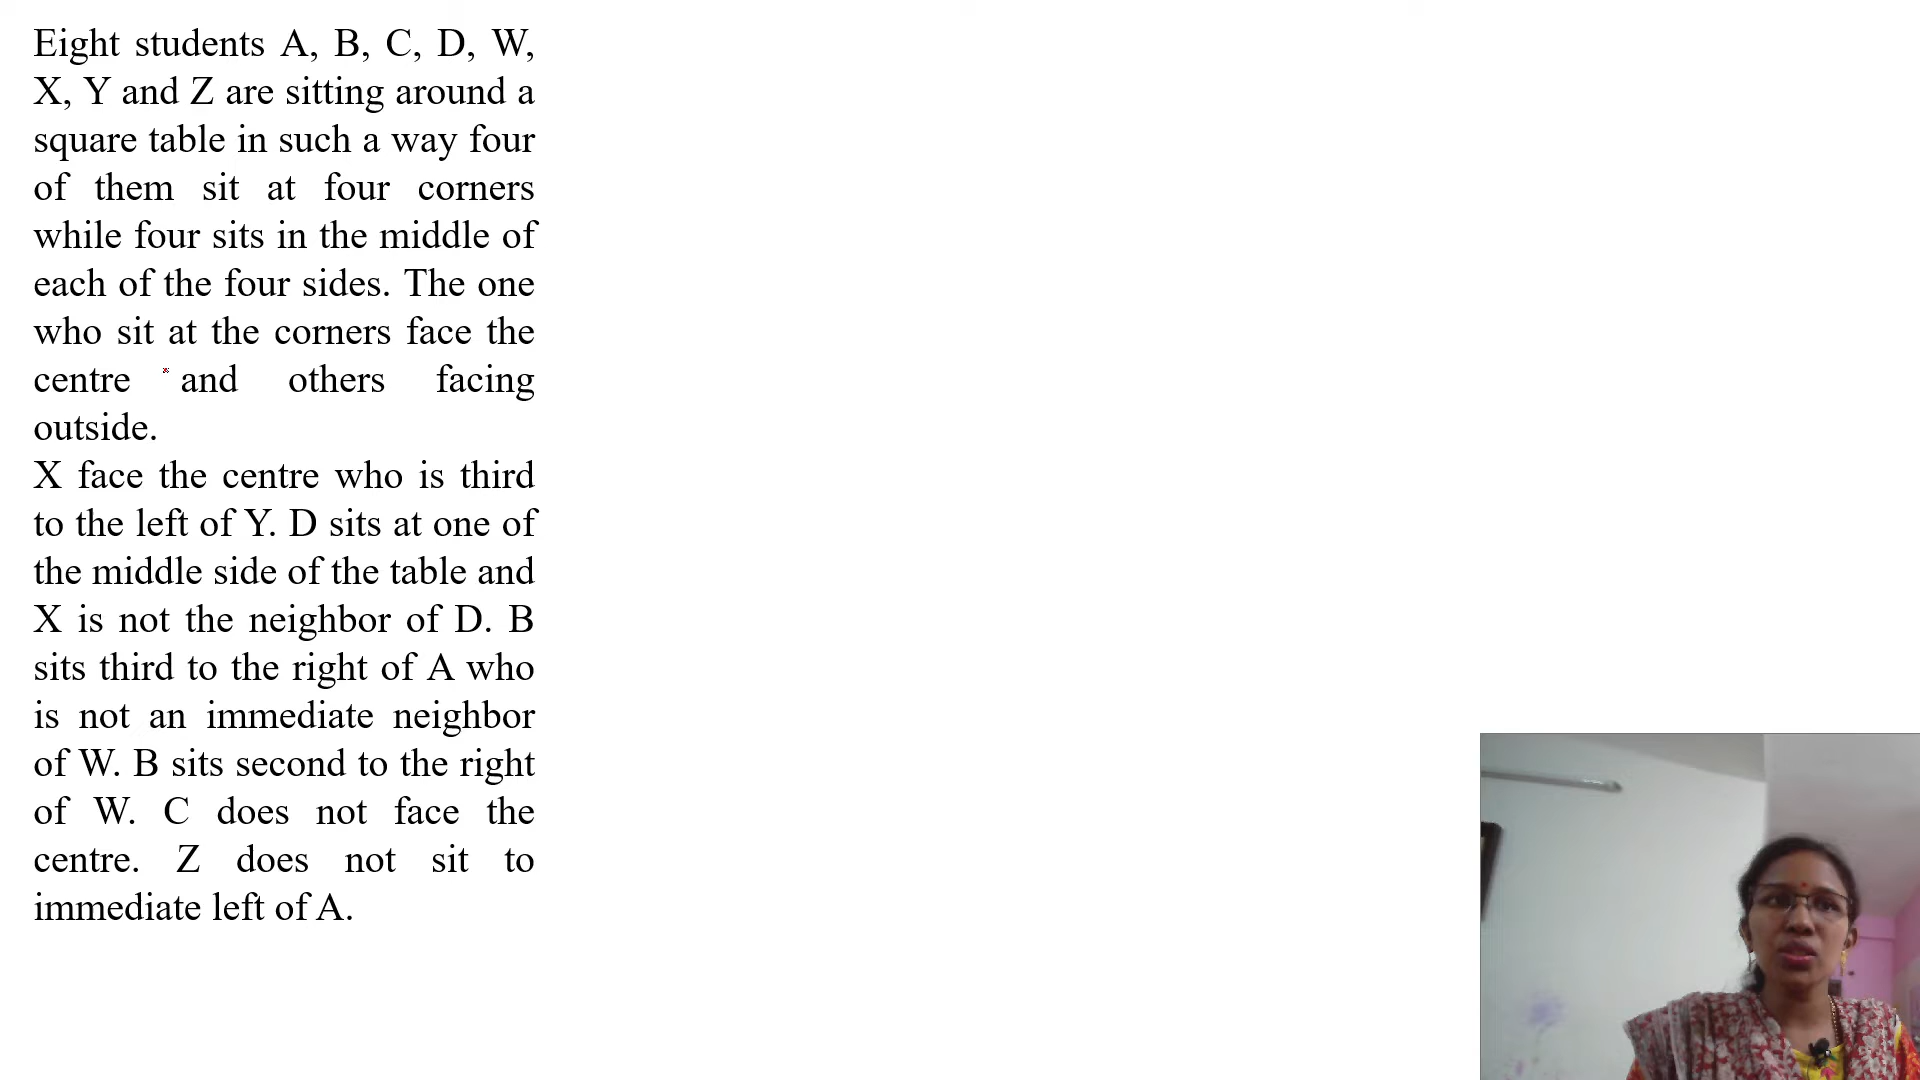 Eight students A, B, C, D, W,
X, Y and Z are sitting around a
square table in such a way four
of them sit at four corners
while four sits in the middle of
each of the four sides. The one
who sit at the corners face the
centre and others facing
outside.
X face the centre who is third
to the left of Y. D sits at one of
the middle side of the table and
X is not the neighbor of D. B
sits third to the right of A who
is not an immediate neighbor
of W. B sits second to the right
of W. C does not face the
centre. Z does not sit to
immediate left of A.